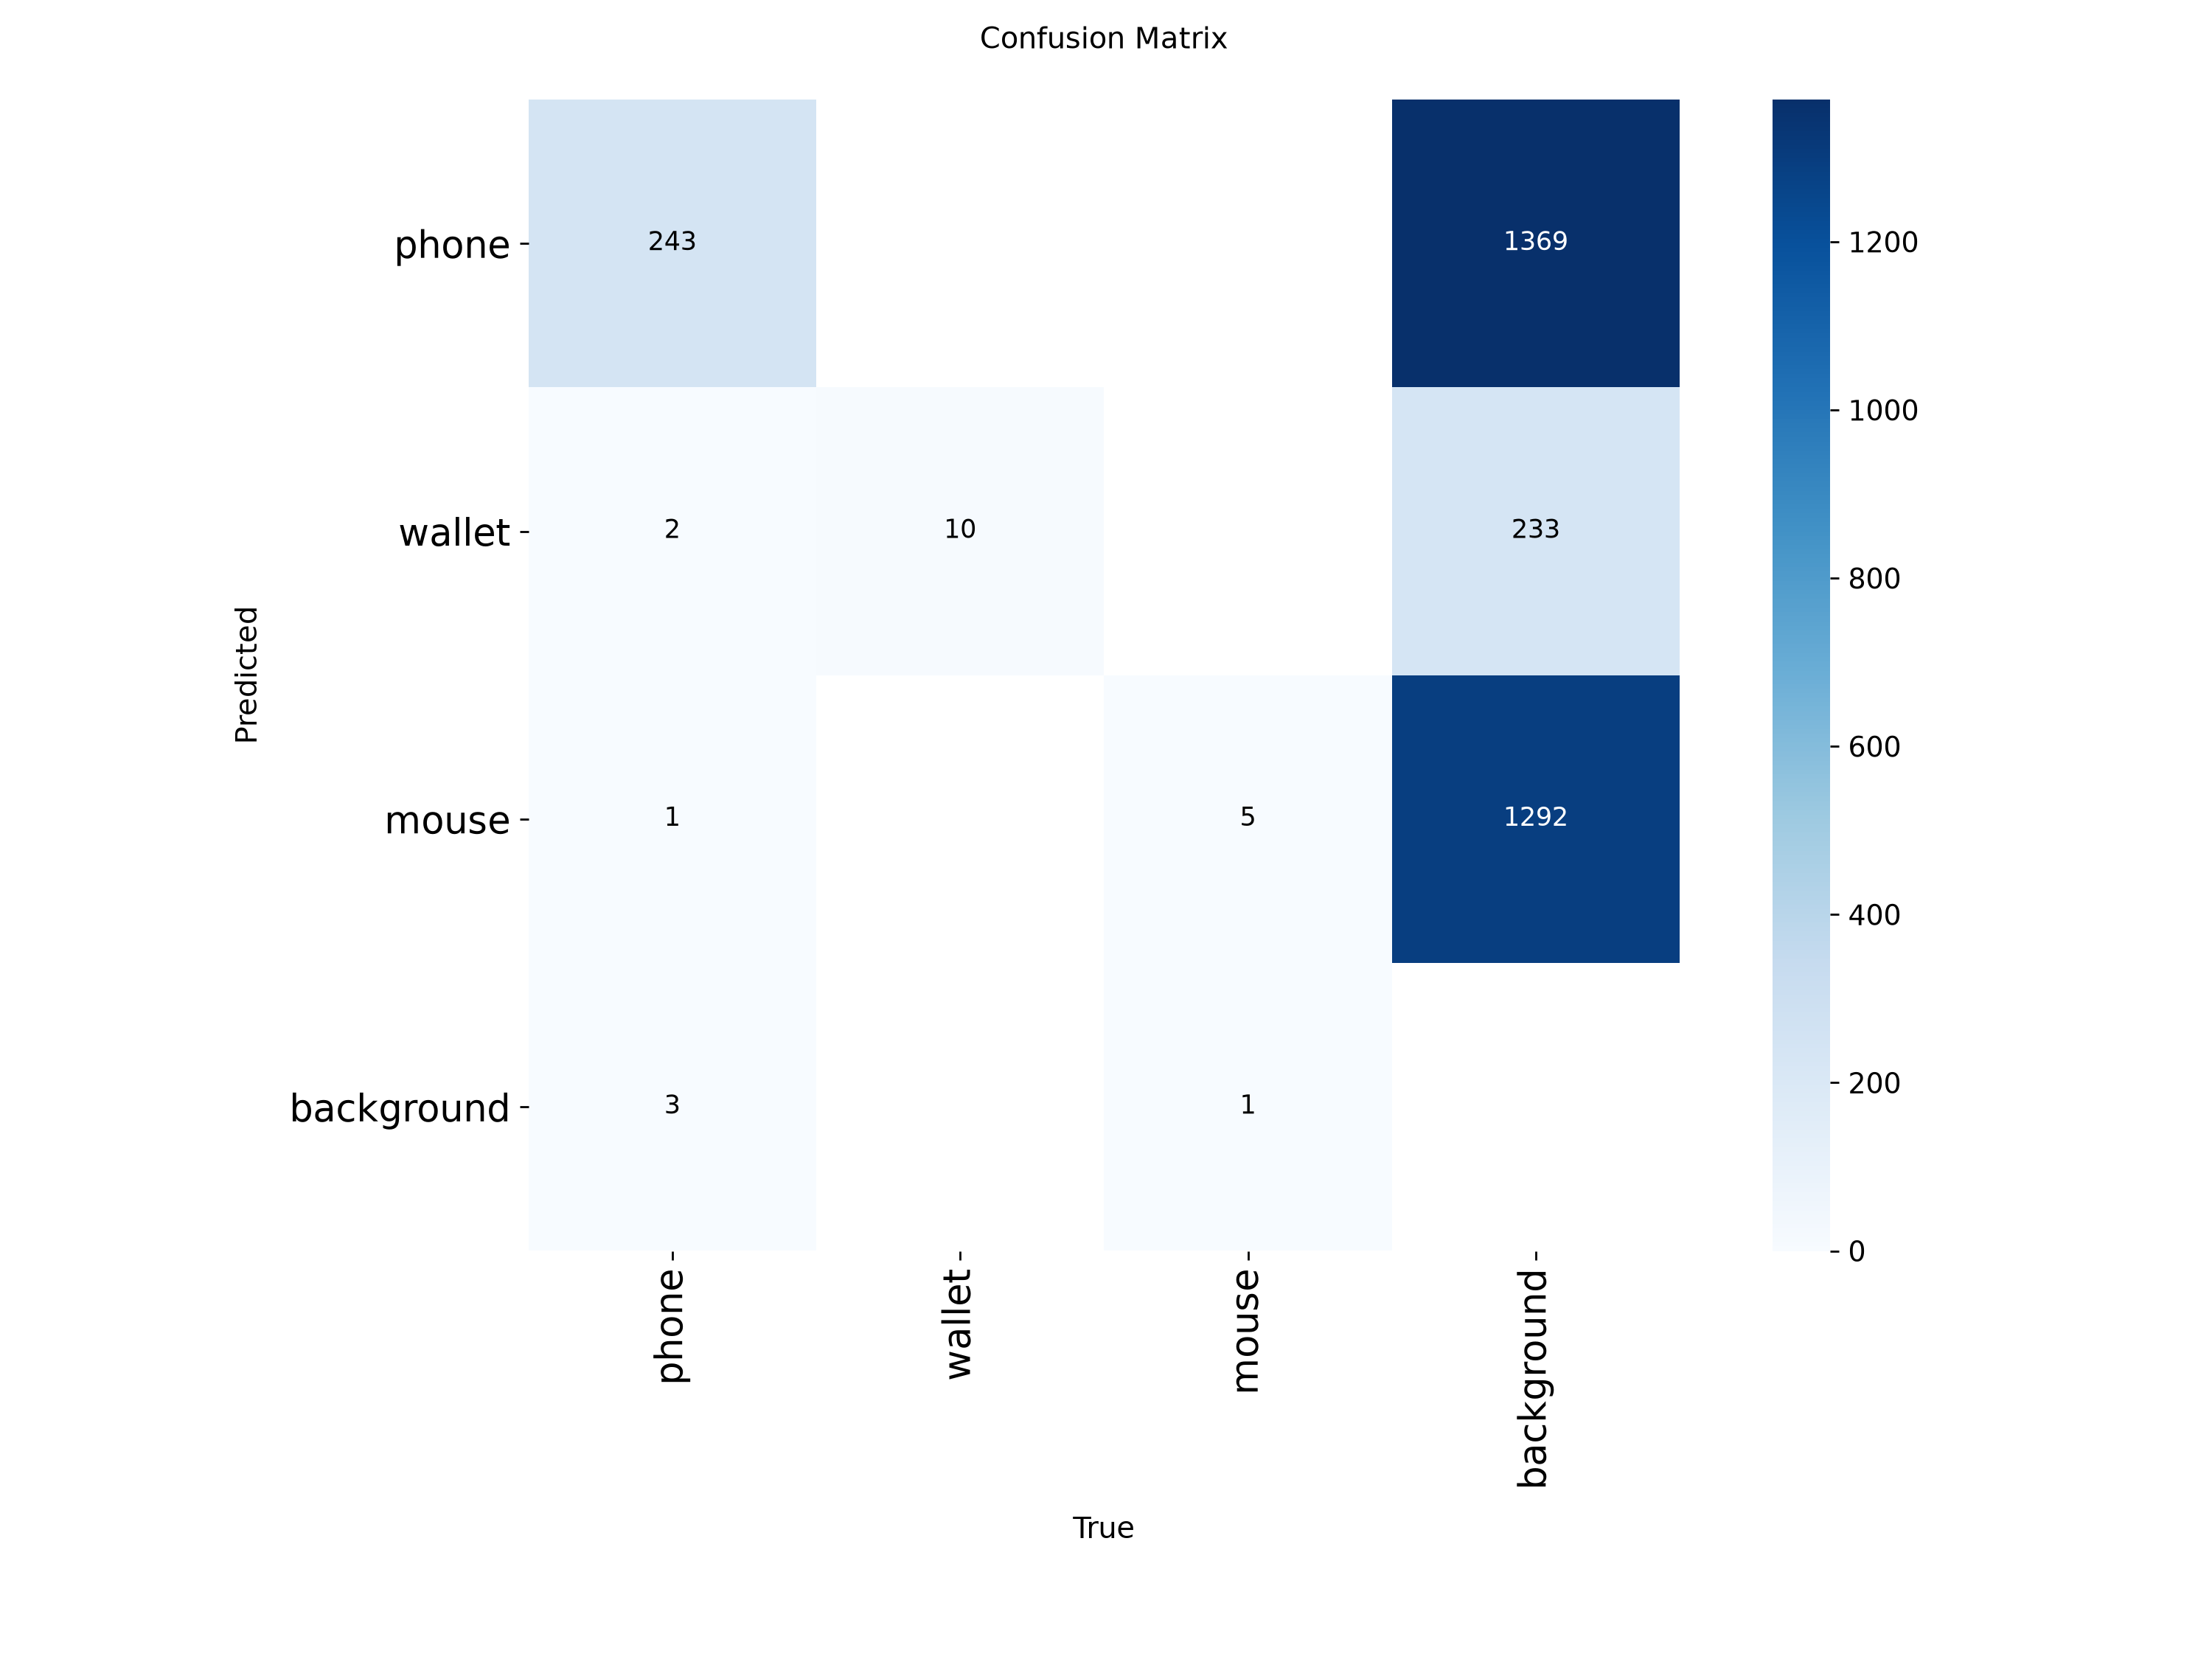 Confusion Matrix
phone
243
1369
1200
1000
wallet
2
10
233
800
Predicted
600
mouse
1
5
1292
400
background
3
1
200
0
phone
wallet
mouse
background
True